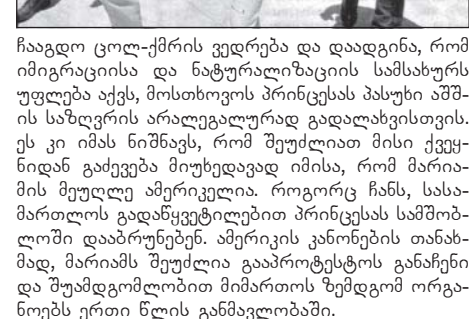 ჩააგდო ცოლ-ქმრის ვედრება და დაადგინა, რომ
იმიგრაციისა და ნატურალიზაციის სამსახურს
უფლება აქვს, მოსთხოვოს პრინცესას პასუხი აშშ-
ის საზღვრის არალეგალურად გადალახვისთვის.
ეს კი იმას ნიშნავს, რომ შეუძლიათ მისი ქვეყ-
ნიდან გაძევება მიუხედავად იმისა, რომ მარია-
მის მეუღლე ამერიკელია. როგორც ჩანს, სასა-
მართლოს გადაწყვეტილებით პრინცესას სამშობ-
ლოში დააბრუნებენ. ამერიკის კანონების თანახ-
მად, მარიამს შეუძლია გააპროტესტოს განაჩენი
და შუამდგომლობით მიმართოს ზემდგომ ორგა-
ნოებს ერთი წლის განმავლობაში.